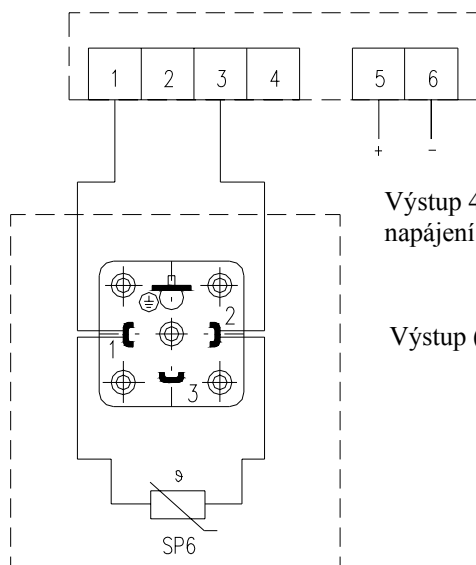 1 2 3 4 5 6
+ -
Výstup 4
napájení
2
Výstup (
1
3
ϑ
SP6